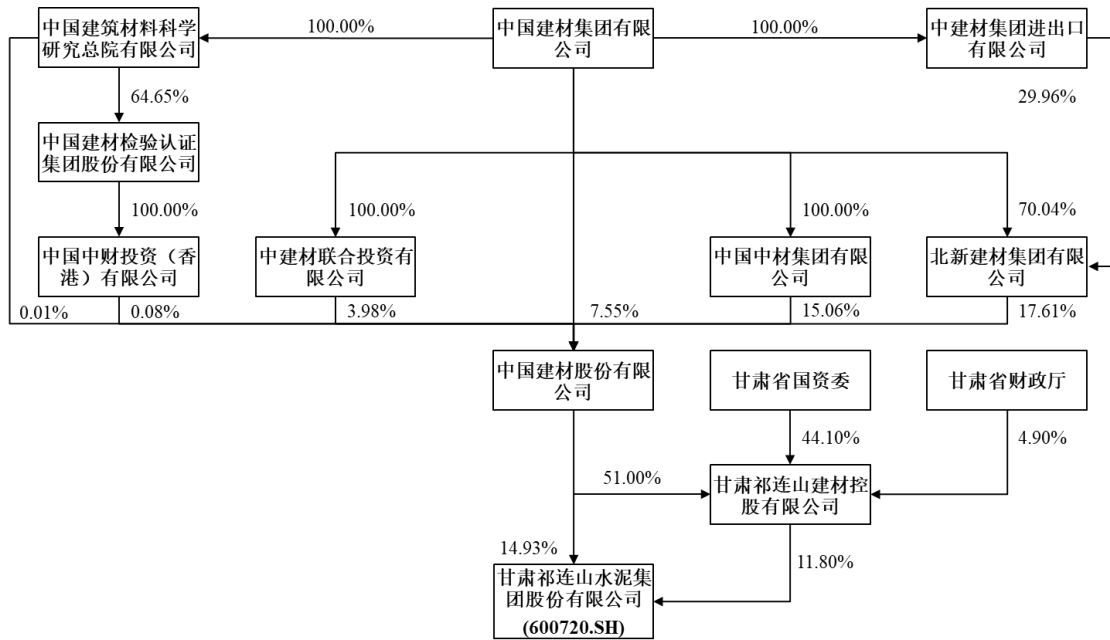 中国建筑材料科学
研究总院有限公司
100.00%
中国建材集团有限
公司
100.00%
中建材集团进出口
有限公司
64.65%
29.96%
中国建材检验认证
集团股份有限公司
100.00%
100.00%
100.00%
70.04%
中国中财投资（香
港）有限公司
中建材联合投资有
限公司
中国中材集团有限
公司
北新建材集团有限
公司
0.01%
0.08%
3.98%
7.55%
15.06%
17.61%
中国建材股份有限
公司
甘肃省国资委
甘肃省财政厅
44.10%
4.90%
51.00%
甘肃祁连山建材控
股有限公司
14.93%
11.80%
甘肃祁连山水泥集
团股份有限公司
(600720.SH)